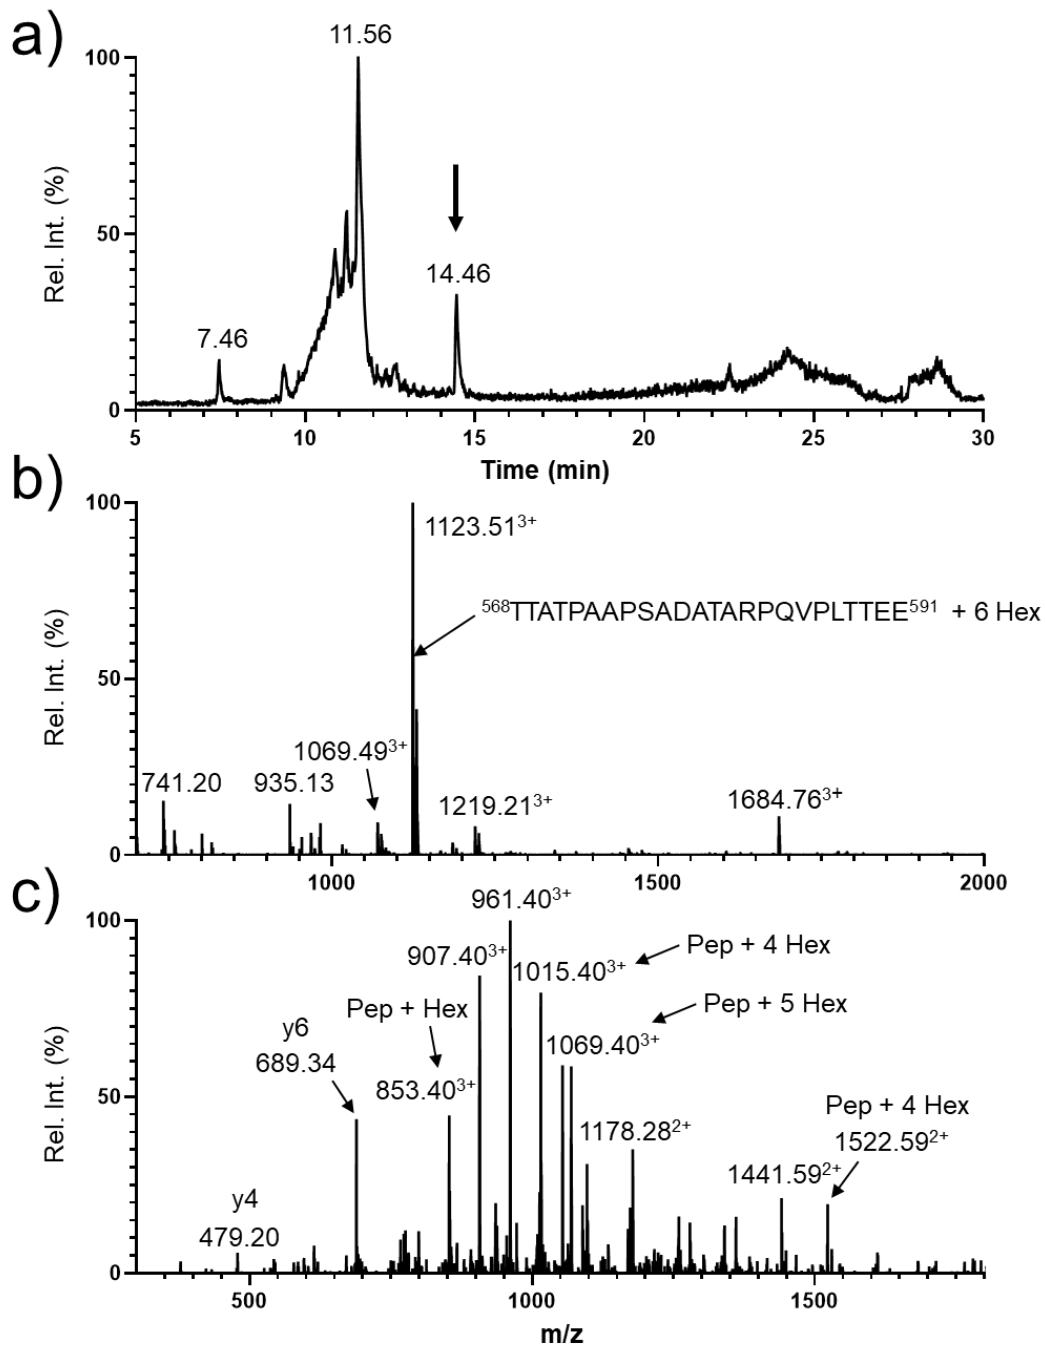 a)
11.56
100
50
0
Rel. Int. (%)
7.46
14.46
5 10 15 20 25 30
Time (min)
b)
100
50
0
Rel. Int. (%)
1123.51³⁺
⁵⁶⁸TTATPAAPSADATARPQVPLTTEE⁵⁹¹ + 6 Hex
1069.49³⁺
741.20
935.13
1219.21³⁺
1684.76³⁺
1000 1500 2000
c)
100
50
0
Rel. Int. (%)
961.40³⁺
907.40³⁺
Pep + 4 Hex
1015.40³⁺
Pep + Hex
Pep + 5 Hex
y6
689.34
1069.40³⁺
853.40³⁺
Pep + 4 Hex
1178.28²⁺
1522.59²⁺
1441.59²⁺
y4
479.20
500 1000 1500
m/z